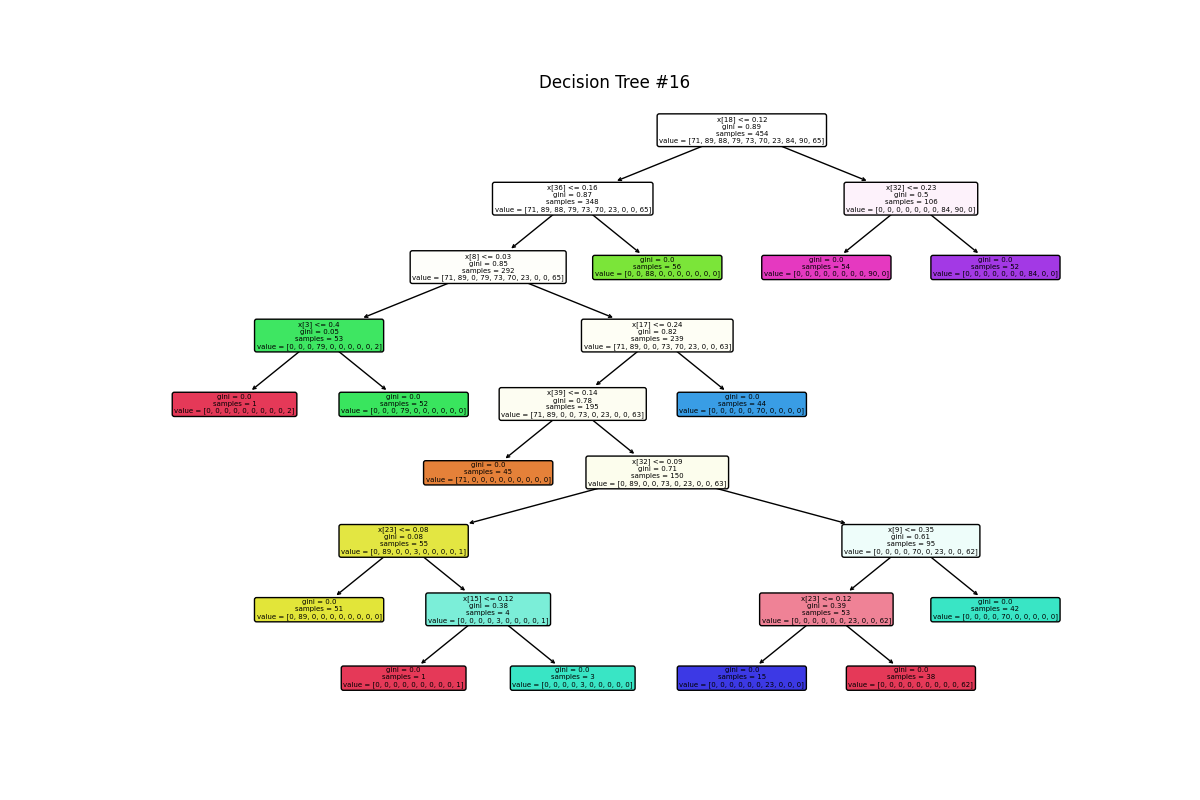 Decision Tree #16
x[18] <= 0.12
gini = 0.89
samples = 454
value = [71, 89, 88, 79, 73, 70, 23, 84, 90, 65]
x[36] <= 0.16
gini = 0.87
samples = 348
value = [71, 89, 88, 79, 73, 70, 23, 0, 0, 65]
x[32] <= 0.23
gini = 0.5
samples = 106
value = [0, 0, 0, 0, 0, 0, 0, 84, 90, 0]
x[8] <= 0.03
gini = 0.85
samples = 292
value = [71, 89, 0, 79, 73, 70, 23, 0, 0, 65]
gini = 0.0
samples = 56
value = [0, 0, 88, 0, 0, 0, 0, 0, 0, 0]
gini = 0.0
samples = 54
value = [0, 0, 0, 0, 0, 0, 0, 0, 90, 0]
gini = 0.0
samples = 52
value = [0, 0, 0, 0, 0, 0, 0, 84, 0, 0]
x[3] <= 0.4
gini = 0.05
samples = 53
value = [0, 0, 0, 79, 0, 0, 0, 0, 0, 2]
x[17] <= 0.24
gini = 0.82
samples = 239
value = [71, 89, 0, 0, 73, 70, 23, 0, 0, 63]
gini = 0.0
samples = 1
value = [0, 0, 0, 0, 0, 0, 0, 0, 0, 2]
gini = 0.0
samples = 52
value = [0, 0, 0, 79, 0, 0, 0, 0, 0, 0]
x[39] <= 0.14
gini = 0.78
samples = 195
value = [71, 89, 0, 0, 73, 0, 23, 0, 0, 63]
gini = 0.0
samples = 44
value = [0, 0, 0, 0, 0, 70, 0, 0, 0, 0]
gini = 0.0
samples = 45
value = [71, 0, 0, 0, 0, 0, 0, 0, 0, 0]
x[32] <= 0.09
gini = 0.71
samples = 150
value = [0, 89, 0, 0, 73, 0, 23, 0, 0, 63]
x[23] <= 0.08
gini = 0.08
samples = 55
value = [0, 89, 0, 0, 3, 0, 0, 0, 0, 1]
x[9] <= 0.35
gini = 0.61
samples = 95
value = [0, 0, 0, 0, 70, 0, 23, 0, 0, 62]
gini = 0.0
samples = 51
value = [0, 89, 0, 0, 0, 0, 0, 0, 0, 0]
x[15] <= 0.12
gini = 0.38
samples = 4
value = [0, 0, 0, 0, 3, 0, 0, 0, 0, 1]
x[23] <= 0.12
gini = 0.39
samples = 53
value = [0, 0, 0, 0, 0, 0, 23, 0, 0, 62]
gini = 0.0
samples = 42
value = [0, 0, 0, 0, 70, 0, 0, 0, 0, 0]
gini = 0.0
samples = 1
value = [0, 0, 0, 0, 0, 0, 0, 0, 0, 1]
gini = 0.0
samples = 3
value = [0, 0, 0, 0, 3, 0, 0, 0, 0, 0]
gini = 0.0
samples = 15
value = [0, 0, 0, 0, 0, 0, 23, 0, 0, 0]
gini = 0.0
samples = 38
value = [0, 0, 0, 0, 0, 0, 0, 0, 0, 62]